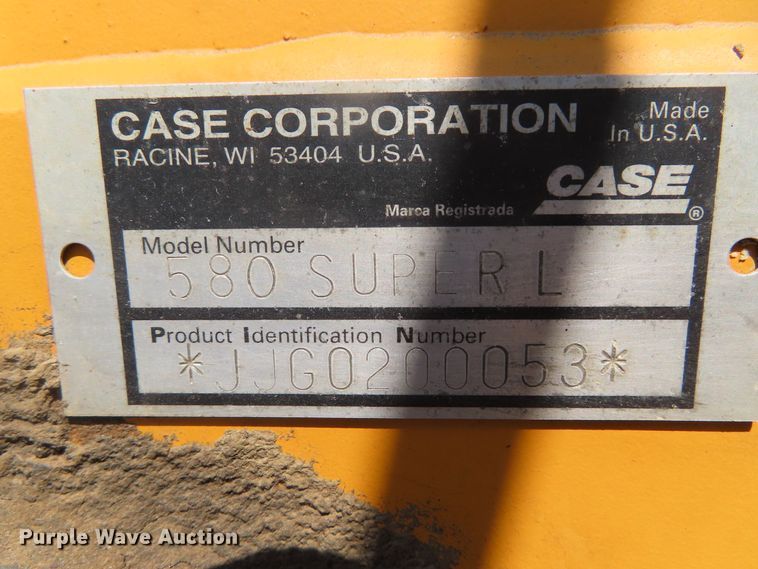 CASE CORPORATION
RACINE, WI 53404 U.S.A.
Made
In U.S.A.
CASE
®
Marca Registrada
Model Number
580 SUPER L
Product Identification Number
*JJG0200053*
Purple Wave Auction